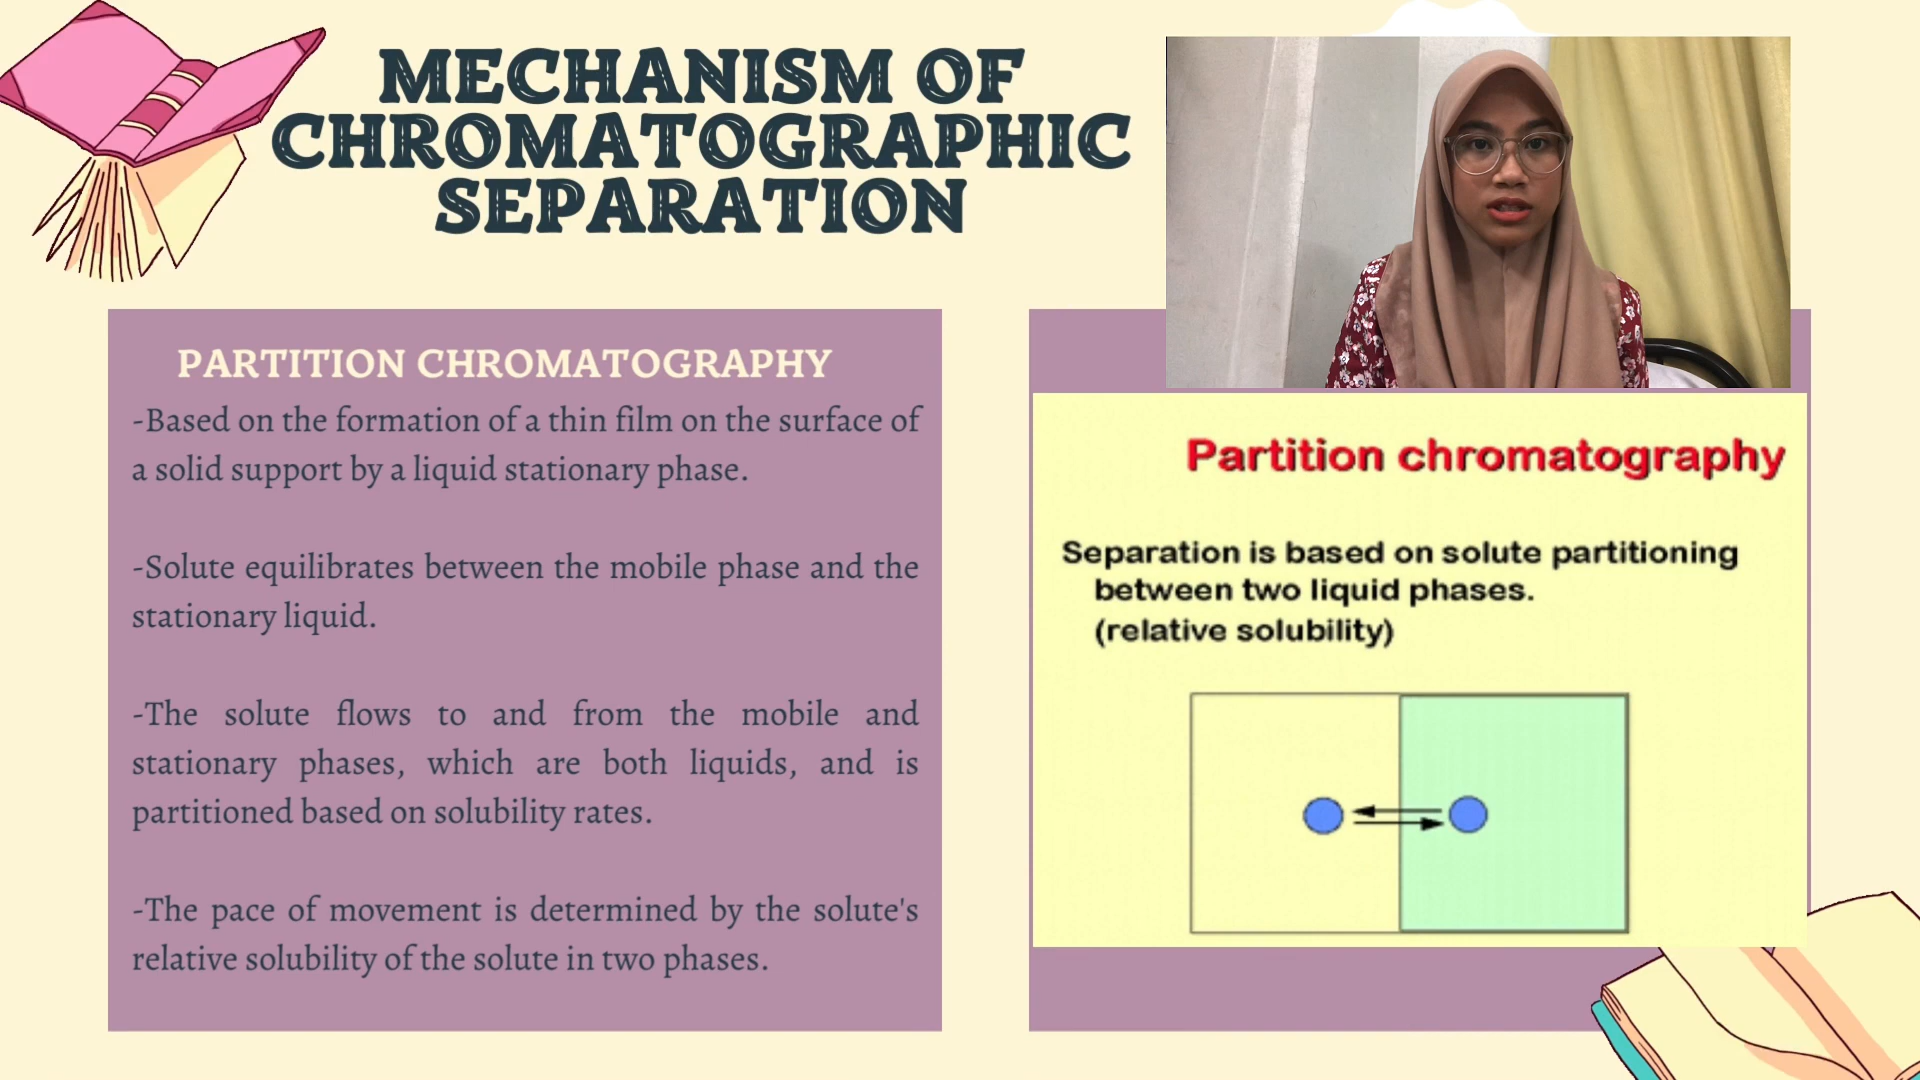 MECHANISM OF
CHROMATOGRAPHIC
SEPARATION
PARTITION CHROMATOGRAPHY
-Based on the formation of a thin film on the surface of
a solid support by a liquid stationary phase.
-Solute equilibrates between the mobile phase and the
stationary liquid.
-The solute flows to and from the mobile and
stationary phases, which are both liquids, and is
partitioned based on solubility rates.
-The pace of movement is determined by the solute's
relative solubility of the solute in two phases.
Partition chromatography
Separation is based on solute partitioning
between two liquid phases.
(relative solubility)